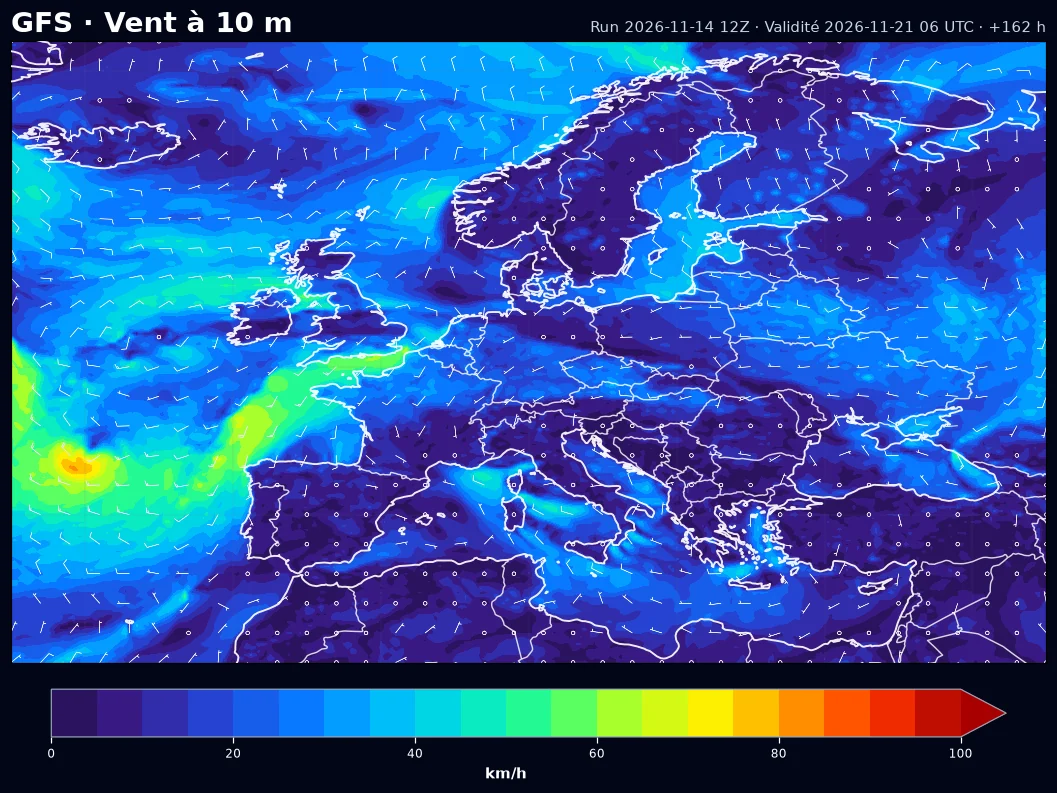 GFS · Vent à 10 m
Run 2026-11-14 12Z · Validité 2026-11-21 06 UTC · +162 h
0 20 40 60 80 100
km/h